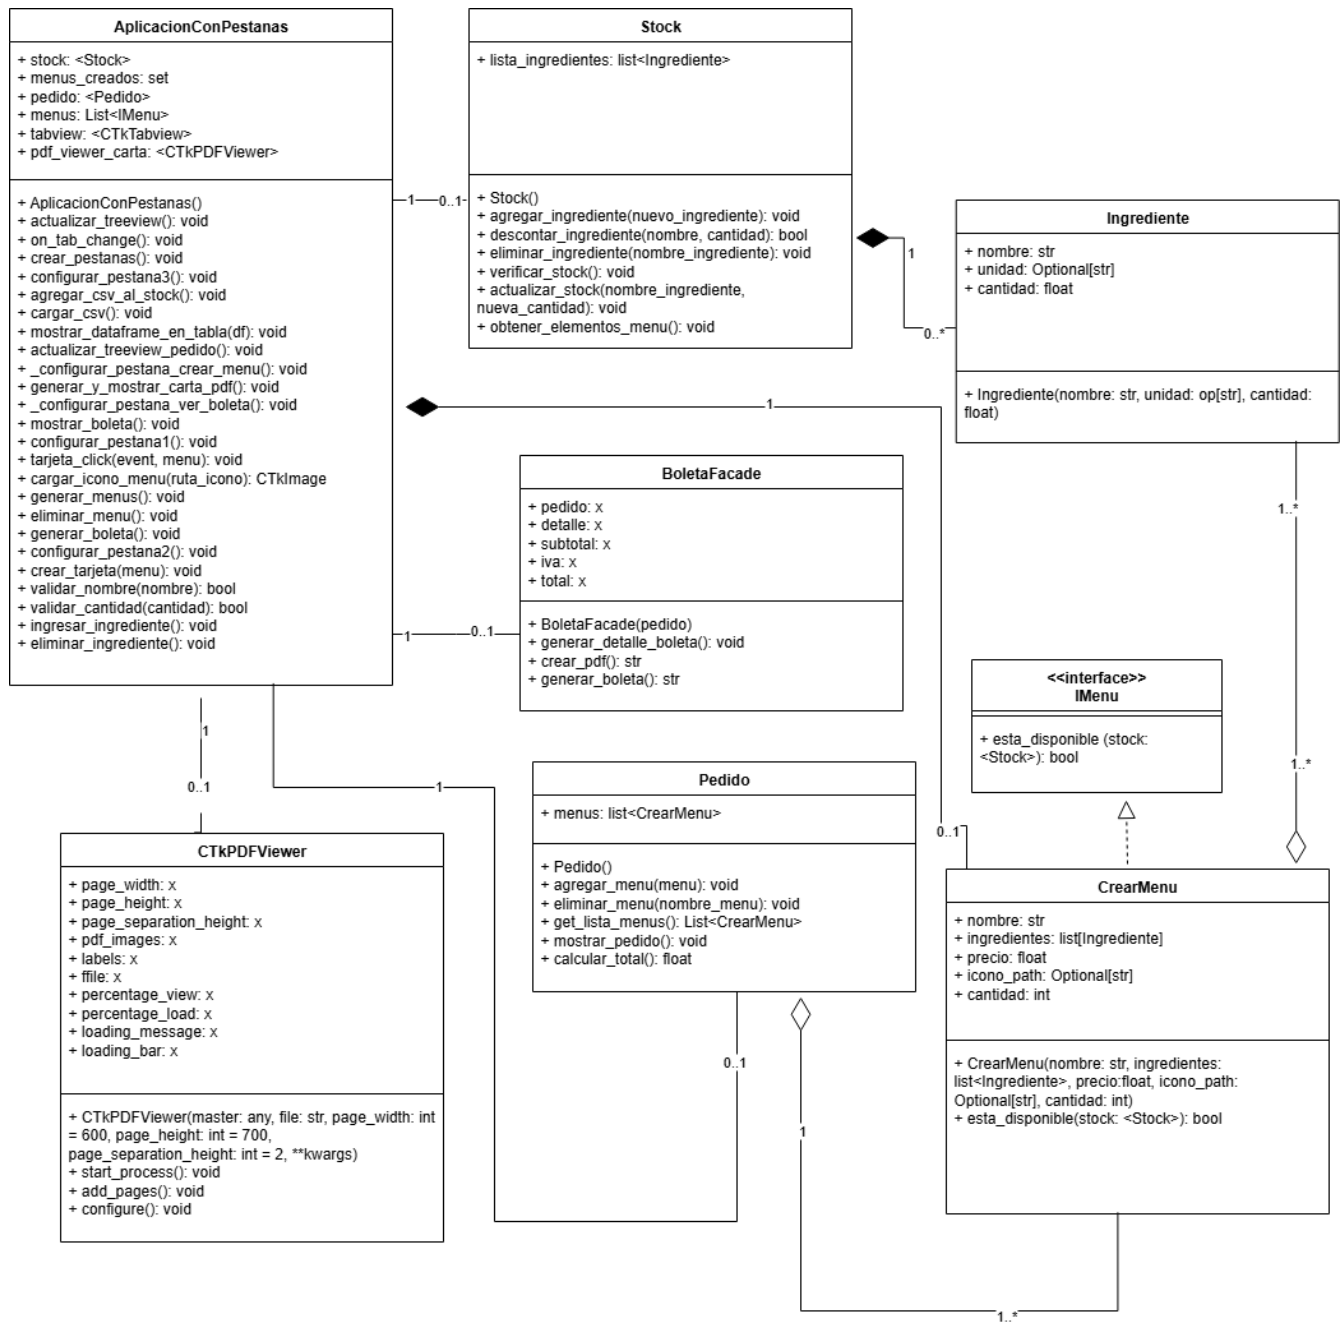 AplicacionConPestanas
+ stock: <Stock>
+ menus_creados: set
+ pedido: <Pedido>
+ menus: List<IMenu>
+ tabview: <CTkTabview>
+ pdf_viewer_carta: <CTkPDFViewer>
+ AplicacionConPestanas()
+ actualizar_treeview(): void
+ on_tab_change(): void
+ crear_pestanas(): void
+ configurar_pestana3(): void
+ agregar_csv_al_stock(): void
+ cargar_csv(): void
+ mostrar_dataframe_en_tabla(df): void
+ actualizar_treeview_pedido(): void
+ _configurar_pestana_crear_menu(): void
+ generar_y_mostrar_carta_pdf(): void
+ _configurar_pestana_ver_boleta(): void
+ mostrar_boleta(): void
+ configurar_pestana1(): void
+ tarjeta_click(event, menu): void
+ cargar_icono_menu(ruta_icono): CTkImage
+ generar_menus(): void
+ eliminar_menu(): void
+ generar_boleta(): void
+ configurar_pestana2(): void
+ crear_tarjeta(menu): void
+ validar_nombre(nombre): bool
+ validar_cantidad(cantidad): bool
+ ingresar_ingrediente(): void
+ eliminar_ingrediente(): void
Stock
+ lista_ingredientes: list<Ingrediente>
+ Stock()
+ agregar_ingrediente(nuevo_ingrediente): void
+ descontar_ingrediente(nombre, cantidad): bool
+ eliminar_ingrediente(nombre_ingrediente): void
+ verificar_stock(): void
+ actualizar_stock(nombre_ingrediente,
nueva_cantidad): void
+ obtener_elementos_menu(): void
1
0..1
1
0..*
Ingrediente
+ nombre: str
+ unidad: Optional[str]
+ cantidad: float
+ Ingrediente(nombre: str, unidad: op[str], cantidad:
float)
1
0..1
BoletaFacade
+ pedido: x
+ detalle: x
+ subtotal: x
+ iva: x
+ total: x
+ BoletaFacade(pedido)
+ generar_detalle_boleta(): void
+ crear_pdf(): str
+ generar_boleta(): str
1
0..1
1..*
1..*
<<interface>>
IMenu
+ esta_disponible (stock:
<Stock>): bool
1
0..1
CTkPDFViewer
+ page_width: x
+ page_height: x
+ page_separation_height: x
+ pdf_images: x
+ labels: x
+ ffile: x
+ percentage_view: x
+ percentage_load: x
+ loading_message: x
+ loading_bar: x
+ CTkPDFViewer(master: any, file: str, page_width: int
= 600, page_height: int = 700,
page_separation_height: int = 2, **kwargs)
+ start_process(): void
+ add_pages(): void
+ configure(): void
1
0..1
Pedido
+ menus: list<CrearMenu>
+ Pedido()
+ agregar_menu(menu): void
+ eliminar_menu(nombre_menu): void
+ get_lista_menus(): List<CrearMenu>
+ mostrar_pedido(): void
+ calcular_total(): float
1
1..*
CrearMenu
+ nombre: str
+ ingredientes: list[Ingrediente]
+ precio: float
+ icono_path: Optional[str]
+ cantidad: int
+ CrearMenu(nombre: str, ingredientes:
list<Ingrediente>, precio:float, icono_path:
Optional[str], cantidad: int)
+ esta_disponible(stock: <Stock>): bool